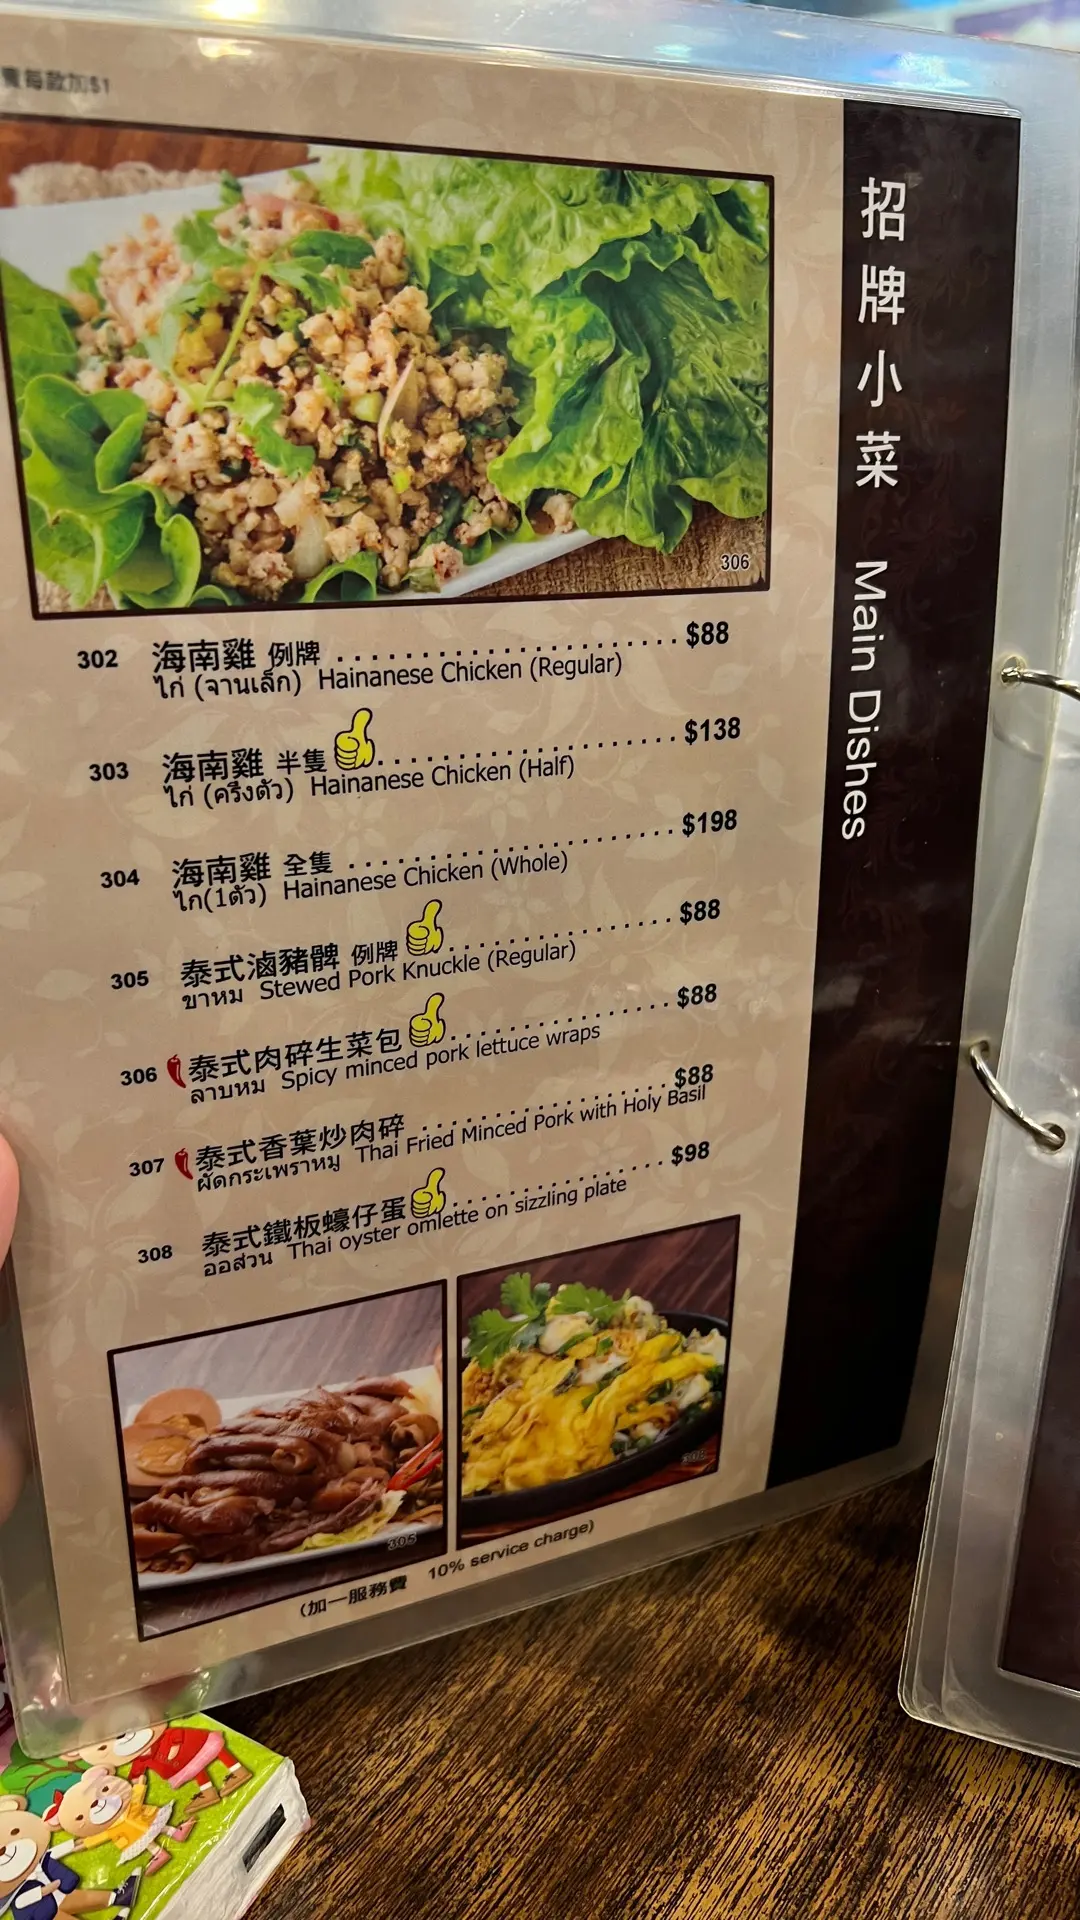 賣每款加$1
招牌小菜 Main Dishes
306
302 海南雞 例牌 $88
ไก่ (จานเล็ก) Hainanese Chicken (Regular)
303 海南雞 半隻 $138
ไก่ (ครึ่งตัว) Hainanese Chicken (Half)
304 海南雞 全隻 $198
ไก่(1ตัว) Hainanese Chicken (Whole)
305 泰式滷豬髀 例牌 $88
ขาหม Stewed Pork Knuckle (Regular)
306 泰式肉碎生菜包 $88
ลาบหม Spicy minced pork lettuce wraps
307 泰式香葉炒肉碎 $88
ผัดกระเพราหมู Thai Fried Minced Pork with Holy Basil
308 泰式鐵板蠔仔蛋 $98
ออส่วน Thai oyster omlette on sizzling plate
305
308
(加一服務費 10% service charge)